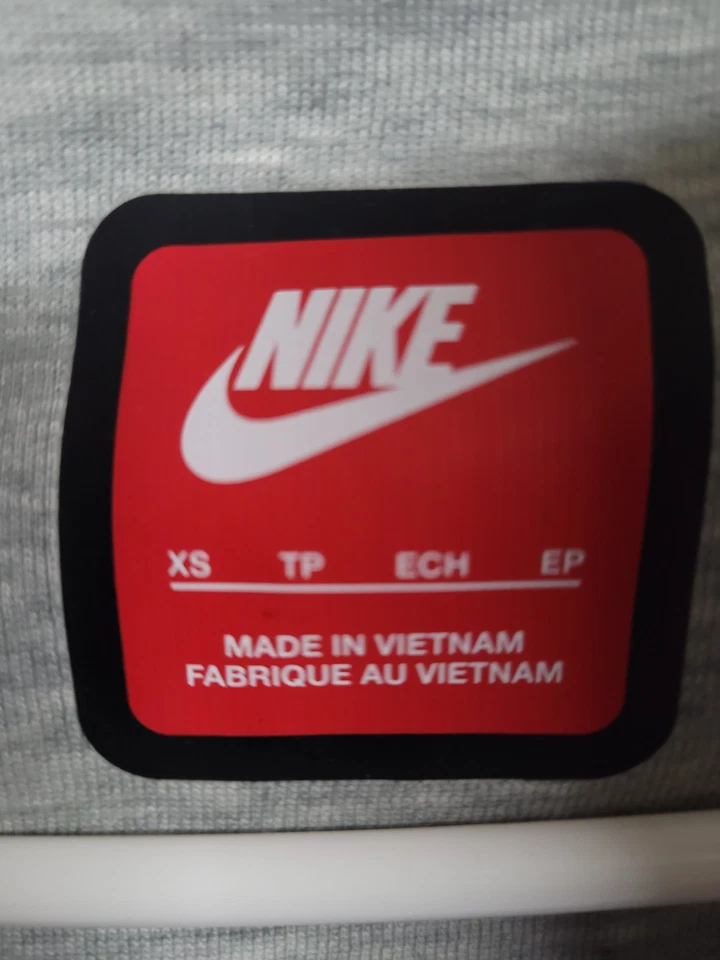 NIKE
XS TP ECH EP
MADE IN VIETNAM
FABRIQUE AU VIETNAM